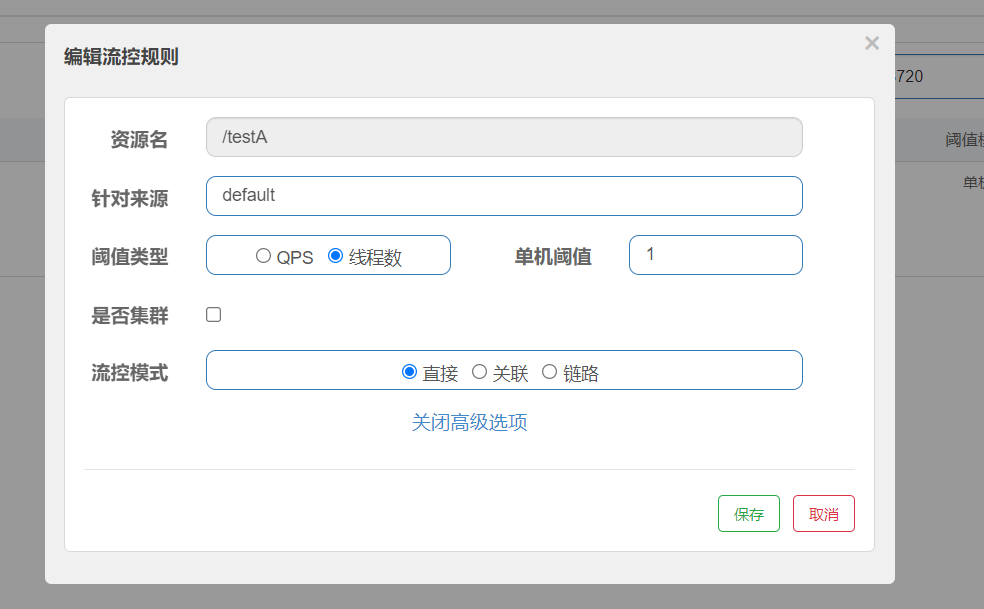 编辑流控规则 ×
720
资源名 /testA
阈值
针对来源 default
单机
阈值类型 QPS 线程数 单机阈值 1
是否集群
流控模式 直接 关联 链路
关闭高级选项
保存 取消